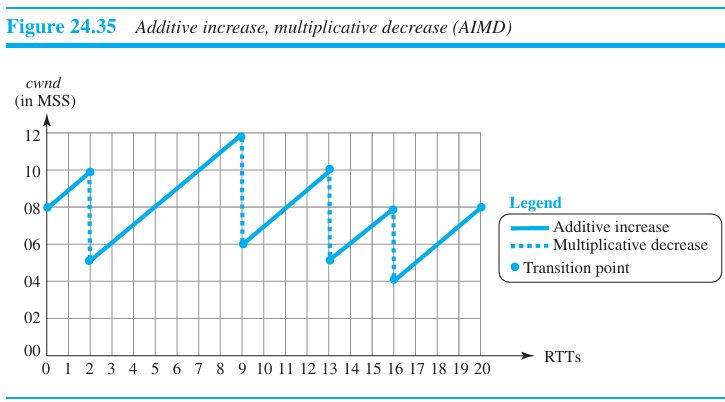 Figure 24.35 Additive increase, multiplicative decrease (AIMD)
cwnd
(in MSS)
12
10
08
06
04
02
00
0 1 2 3 4 5 6 7 8 9 10 11 12 13 14 15 16 17 18 19 20
RTTs
Legend
Additive increase
Multiplicative decrease
Transition point